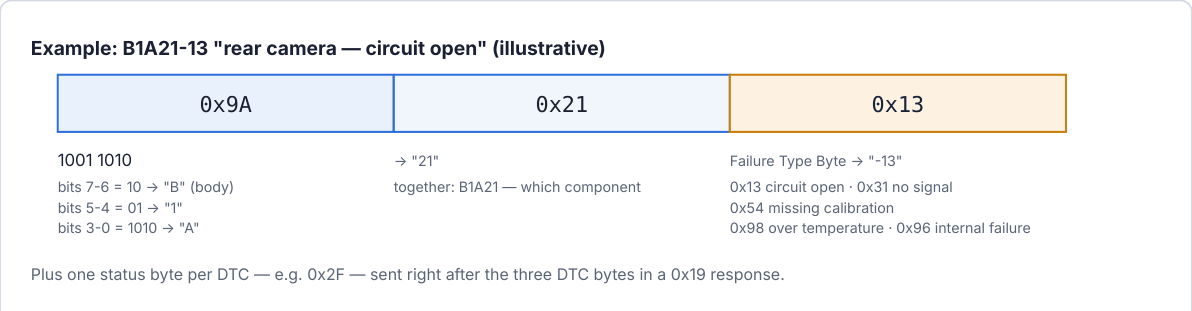 Example: B1A21-13 "rear camera — circuit open" (illustrative)
0x9A
0x21
0x13
1001 1010
→ "21"
Failure Type Byte → "-13"
bits 7-6 = 10 → "B" (body)
together: B1A21 — which component
0x13 circuit open · 0x31 no signal
bits 5-4 = 01 → "1"
0x54 missing calibration
bits 3-0 = 1010 → "A"
0x98 over temperature · 0x96 internal failure
Plus one status byte per DTC — e.g. 0x2F — sent right after the three DTC bytes in a 0x19 response.